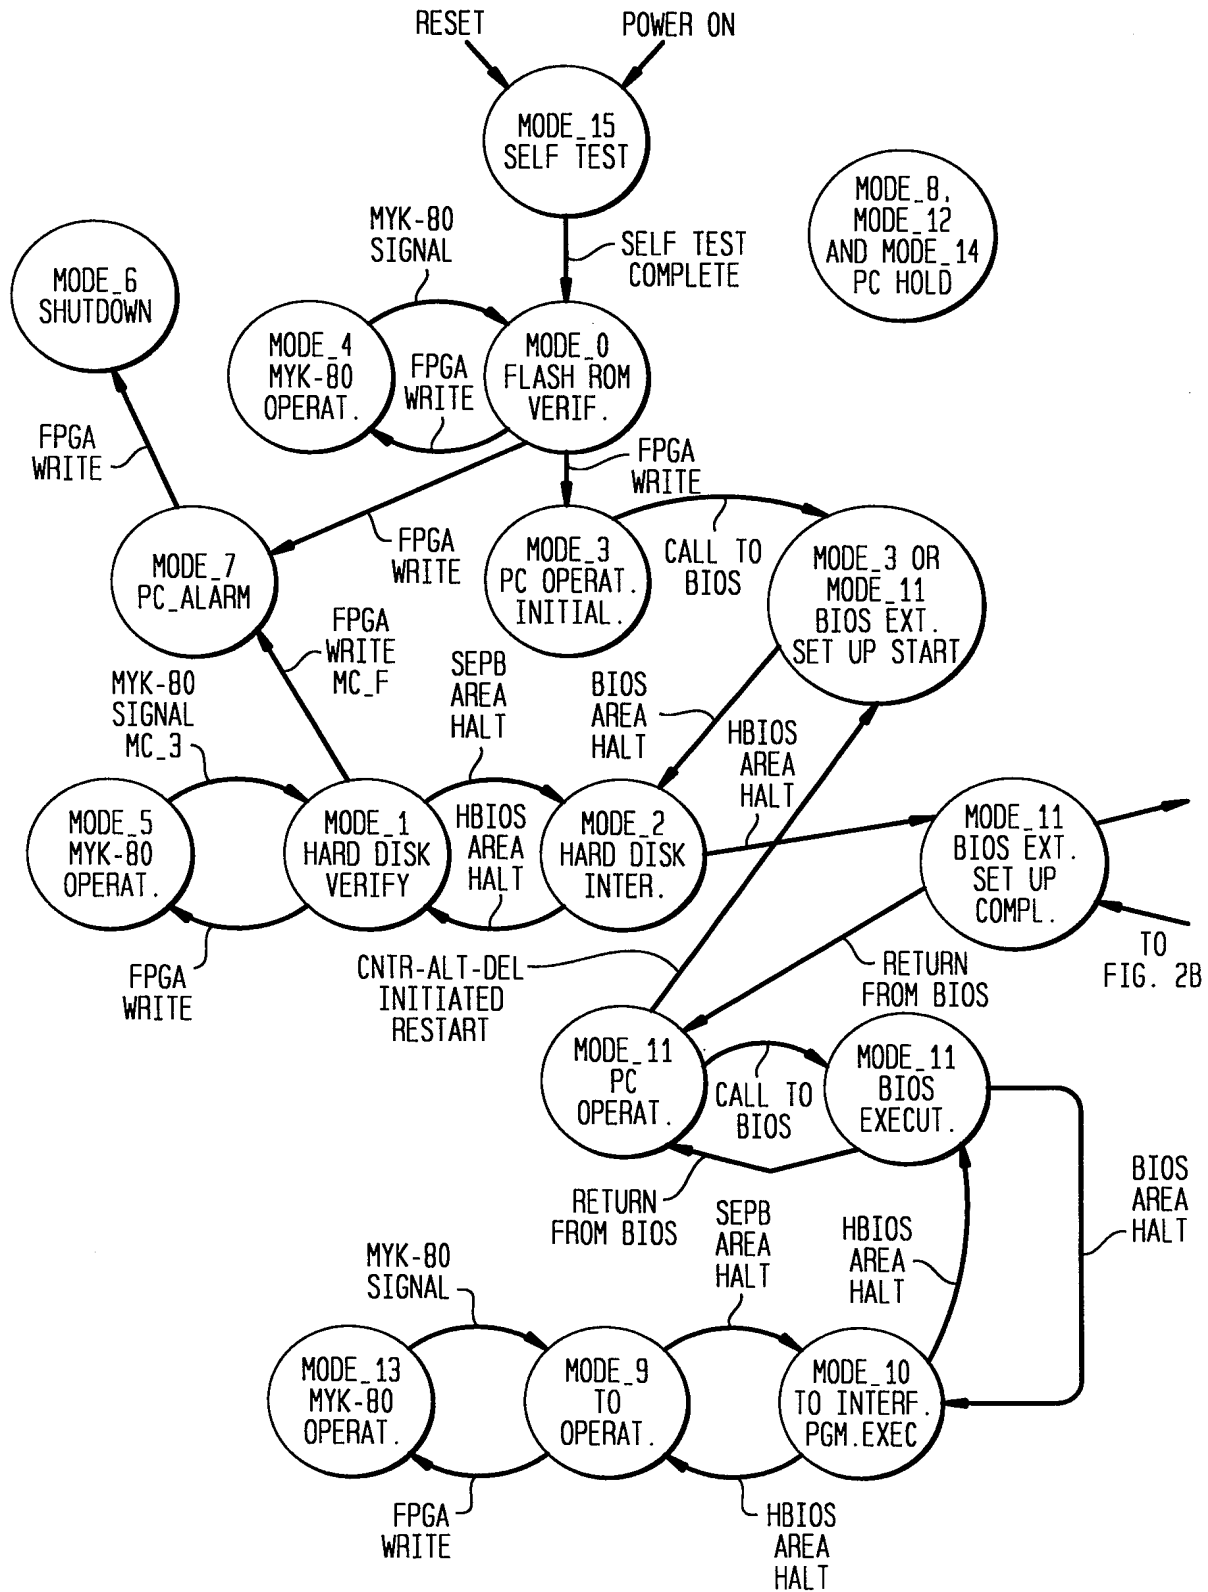 RESET
POWER ON
MODE_15
SELF TEST
MODE_8,
MODE_12
AND MODE_14
PC HOLD
MYK-80
SIGNAL
SELF TEST
COMPLETE
MODE_6
SHUTDOWN
MODE_4
MYK-80
OPERAT.
FPGA
WRITE
MODE_0
FLASH ROM
VERIF.
FPGA
WRITE
FPGA
WRITE
FPGA
WRITE
MODE_7
PC_ALARM
MODE_3
PC OPERAT.
INITIAL.
CALL TO
BIOS
MODE_3 OR
MODE_11
BIOS EXT.
SET UP START
FPGA
WRITE
MC_F
MYK-80
SIGNAL
MC_3
SEPB
AREA
HALT
BIOS
AREA
HALT
HBIOS
AREA
HALT
MODE_5
MYK-80
OPERAT.
MODE_1
HARD DISK
VERIFY
HBIOS
AREA
HALT
MODE_2
HARD DISK
INTER.
MODE_11
BIOS EXT.
SET UP
COMPL.
FPGA
WRITE
CNTR-ALT-DEL
INITIATED
RESTART
RETURN
FROM BIOS
TO
FIG. 2B
MODE_11
PC
OPERAT.
CALL TO
BIOS
MODE_11
BIOS
EXECUT.
RETURN
FROM BIOS
BIOS
AREA
HALT
MYK-80
SIGNAL
SEPB
AREA
HALT
HBIOS
AREA
HALT
MODE_13
MYK-80
OPERAT.
MODE_9
TO
OPERAT.
MODE_10
TO INTERF.
PGM.EXEC
FPGA
WRITE
HBIOS
AREA
HALT